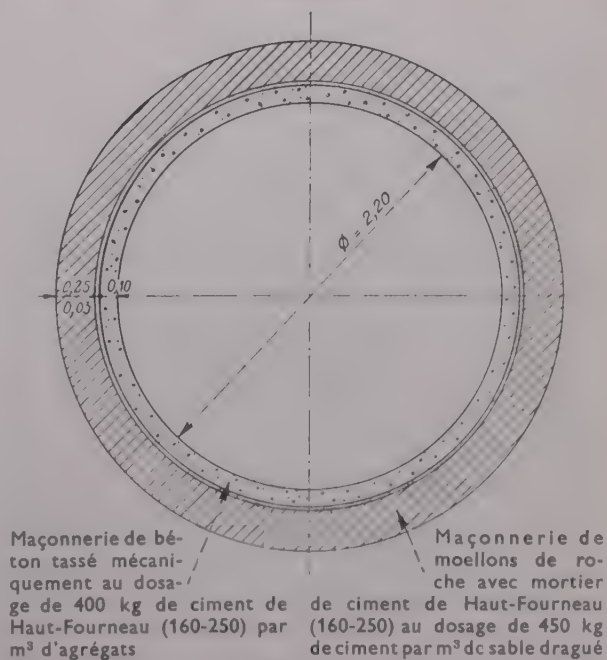 Ø = 2,20
0,25 0,10
0,03
Maçonnerie de bé-
ton tassé mécani-
quement au dosa-
ge de 400 kg de ciment de
Haut-Fourneau (160-250) par
m³ d'agrégats
Maçonnerie de
moellons de ro-
che avec mortier
de ciment de Haut-Fourneau
(160-250) au dosage de 450 kg
de ciment par m³ dc sable dragué